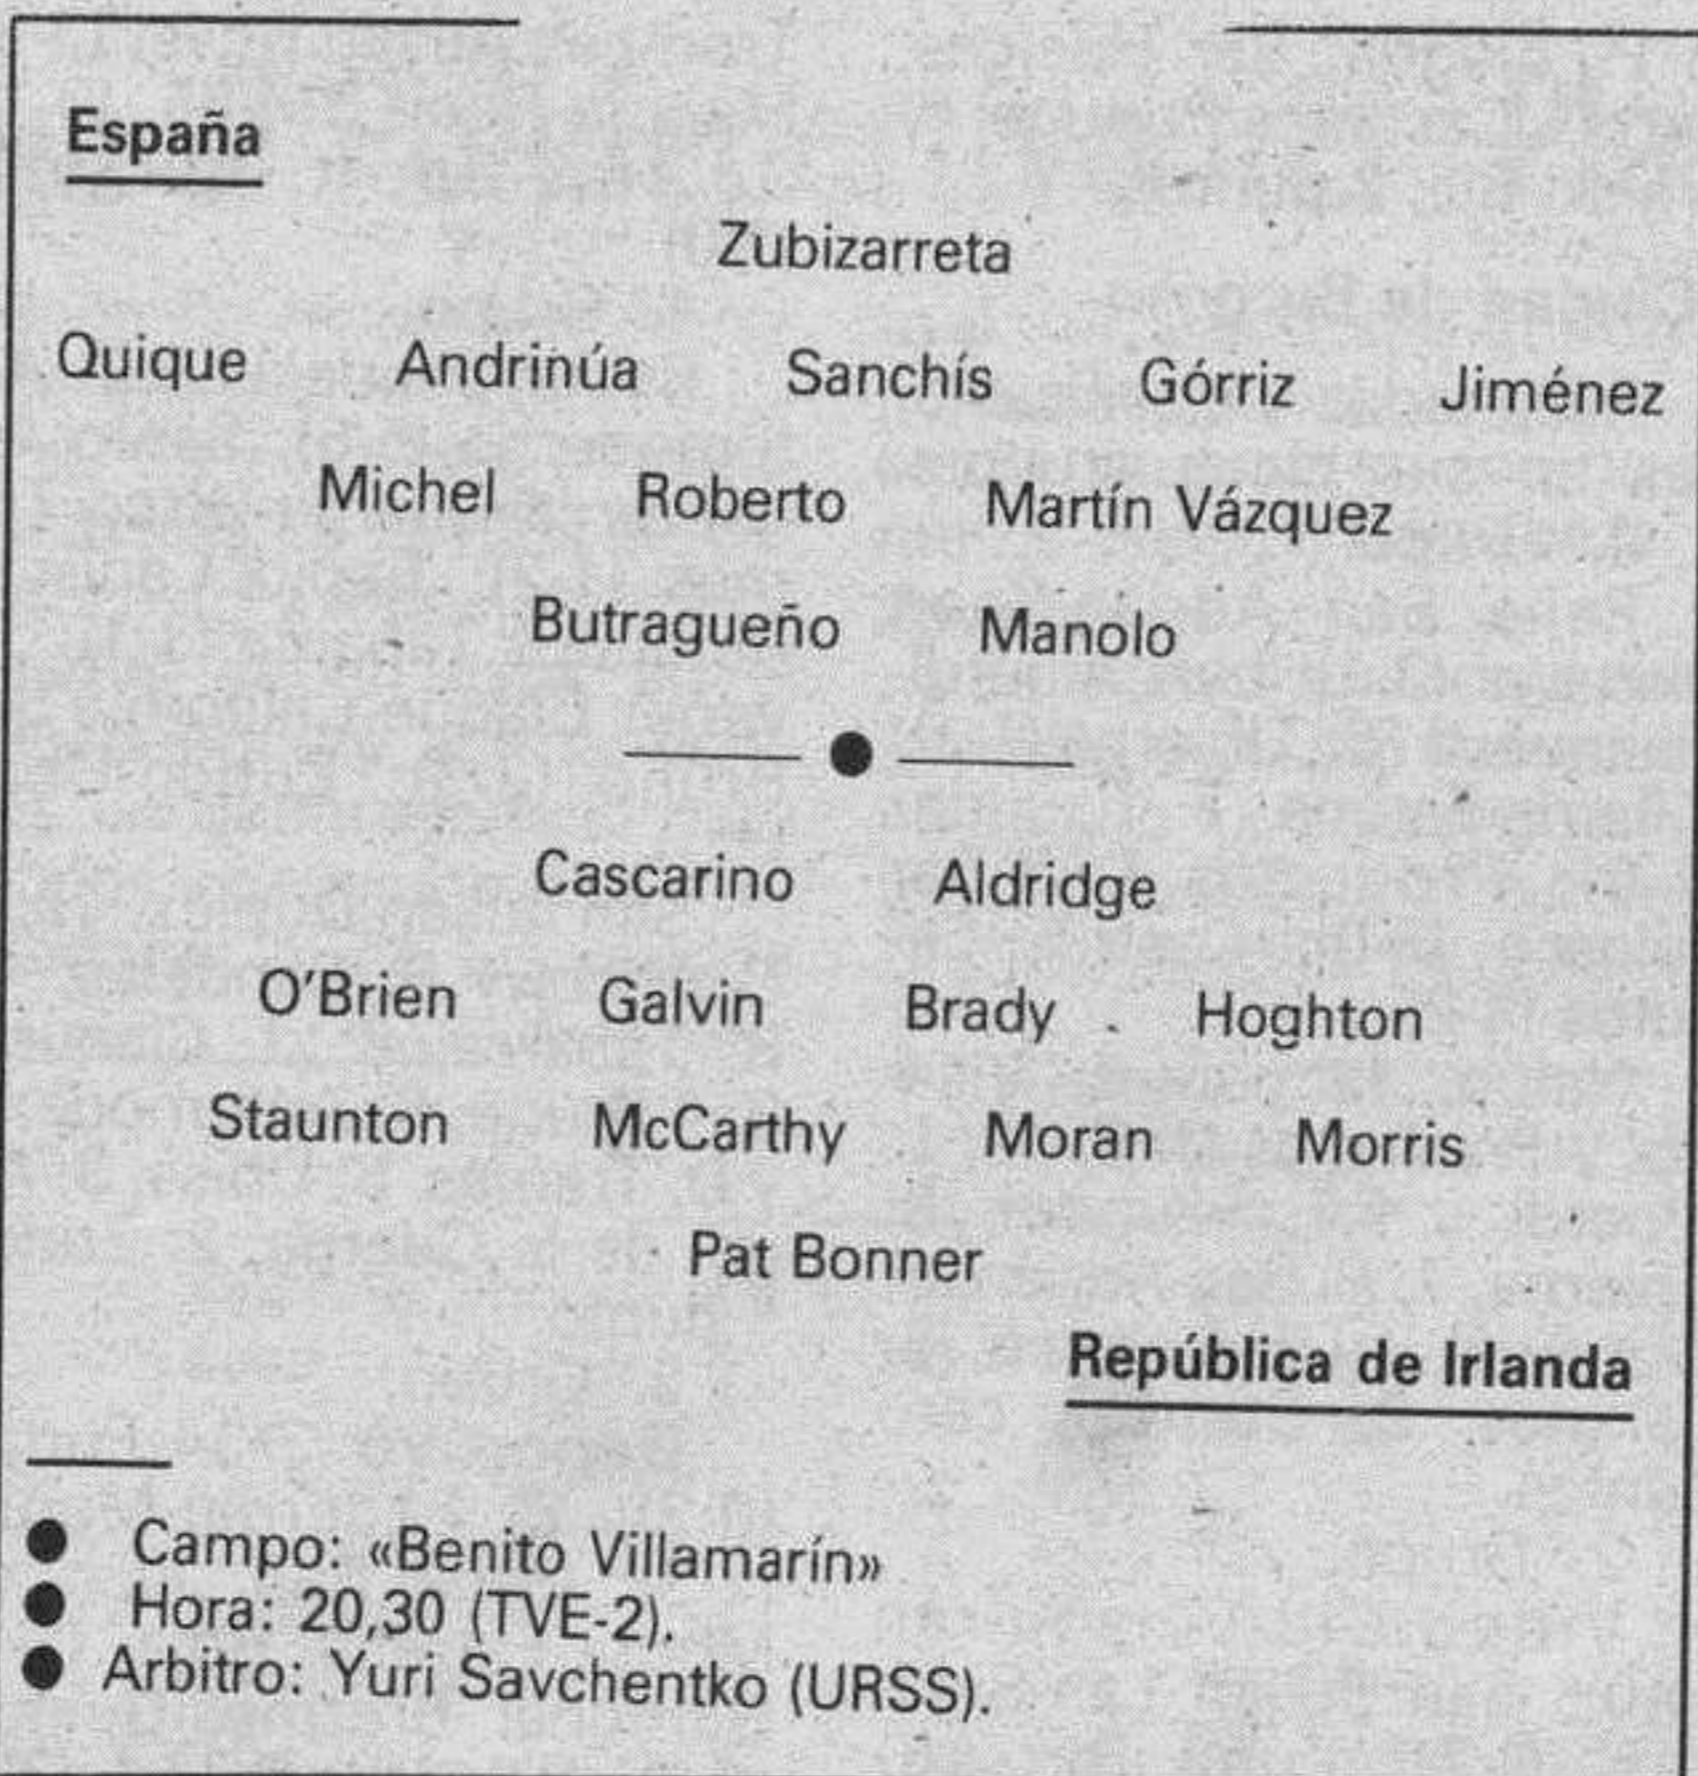 España
Zubizarreta
Quique Andrinúa Sanchís Górriz Jiménez
Michel Roberto Martín Vázquez
Butragueño Manolo
Cascarino Aldridge
O'Brien Galvin Brady Hoghton
Staunton McCarthy Moran Morris
Pat Bonner
República de Irlanda
● Campo: «Benito Villamarín»
● Hora: 20,30 (TVE-2).
● Arbitro: Yuri Savchentko (URSS).